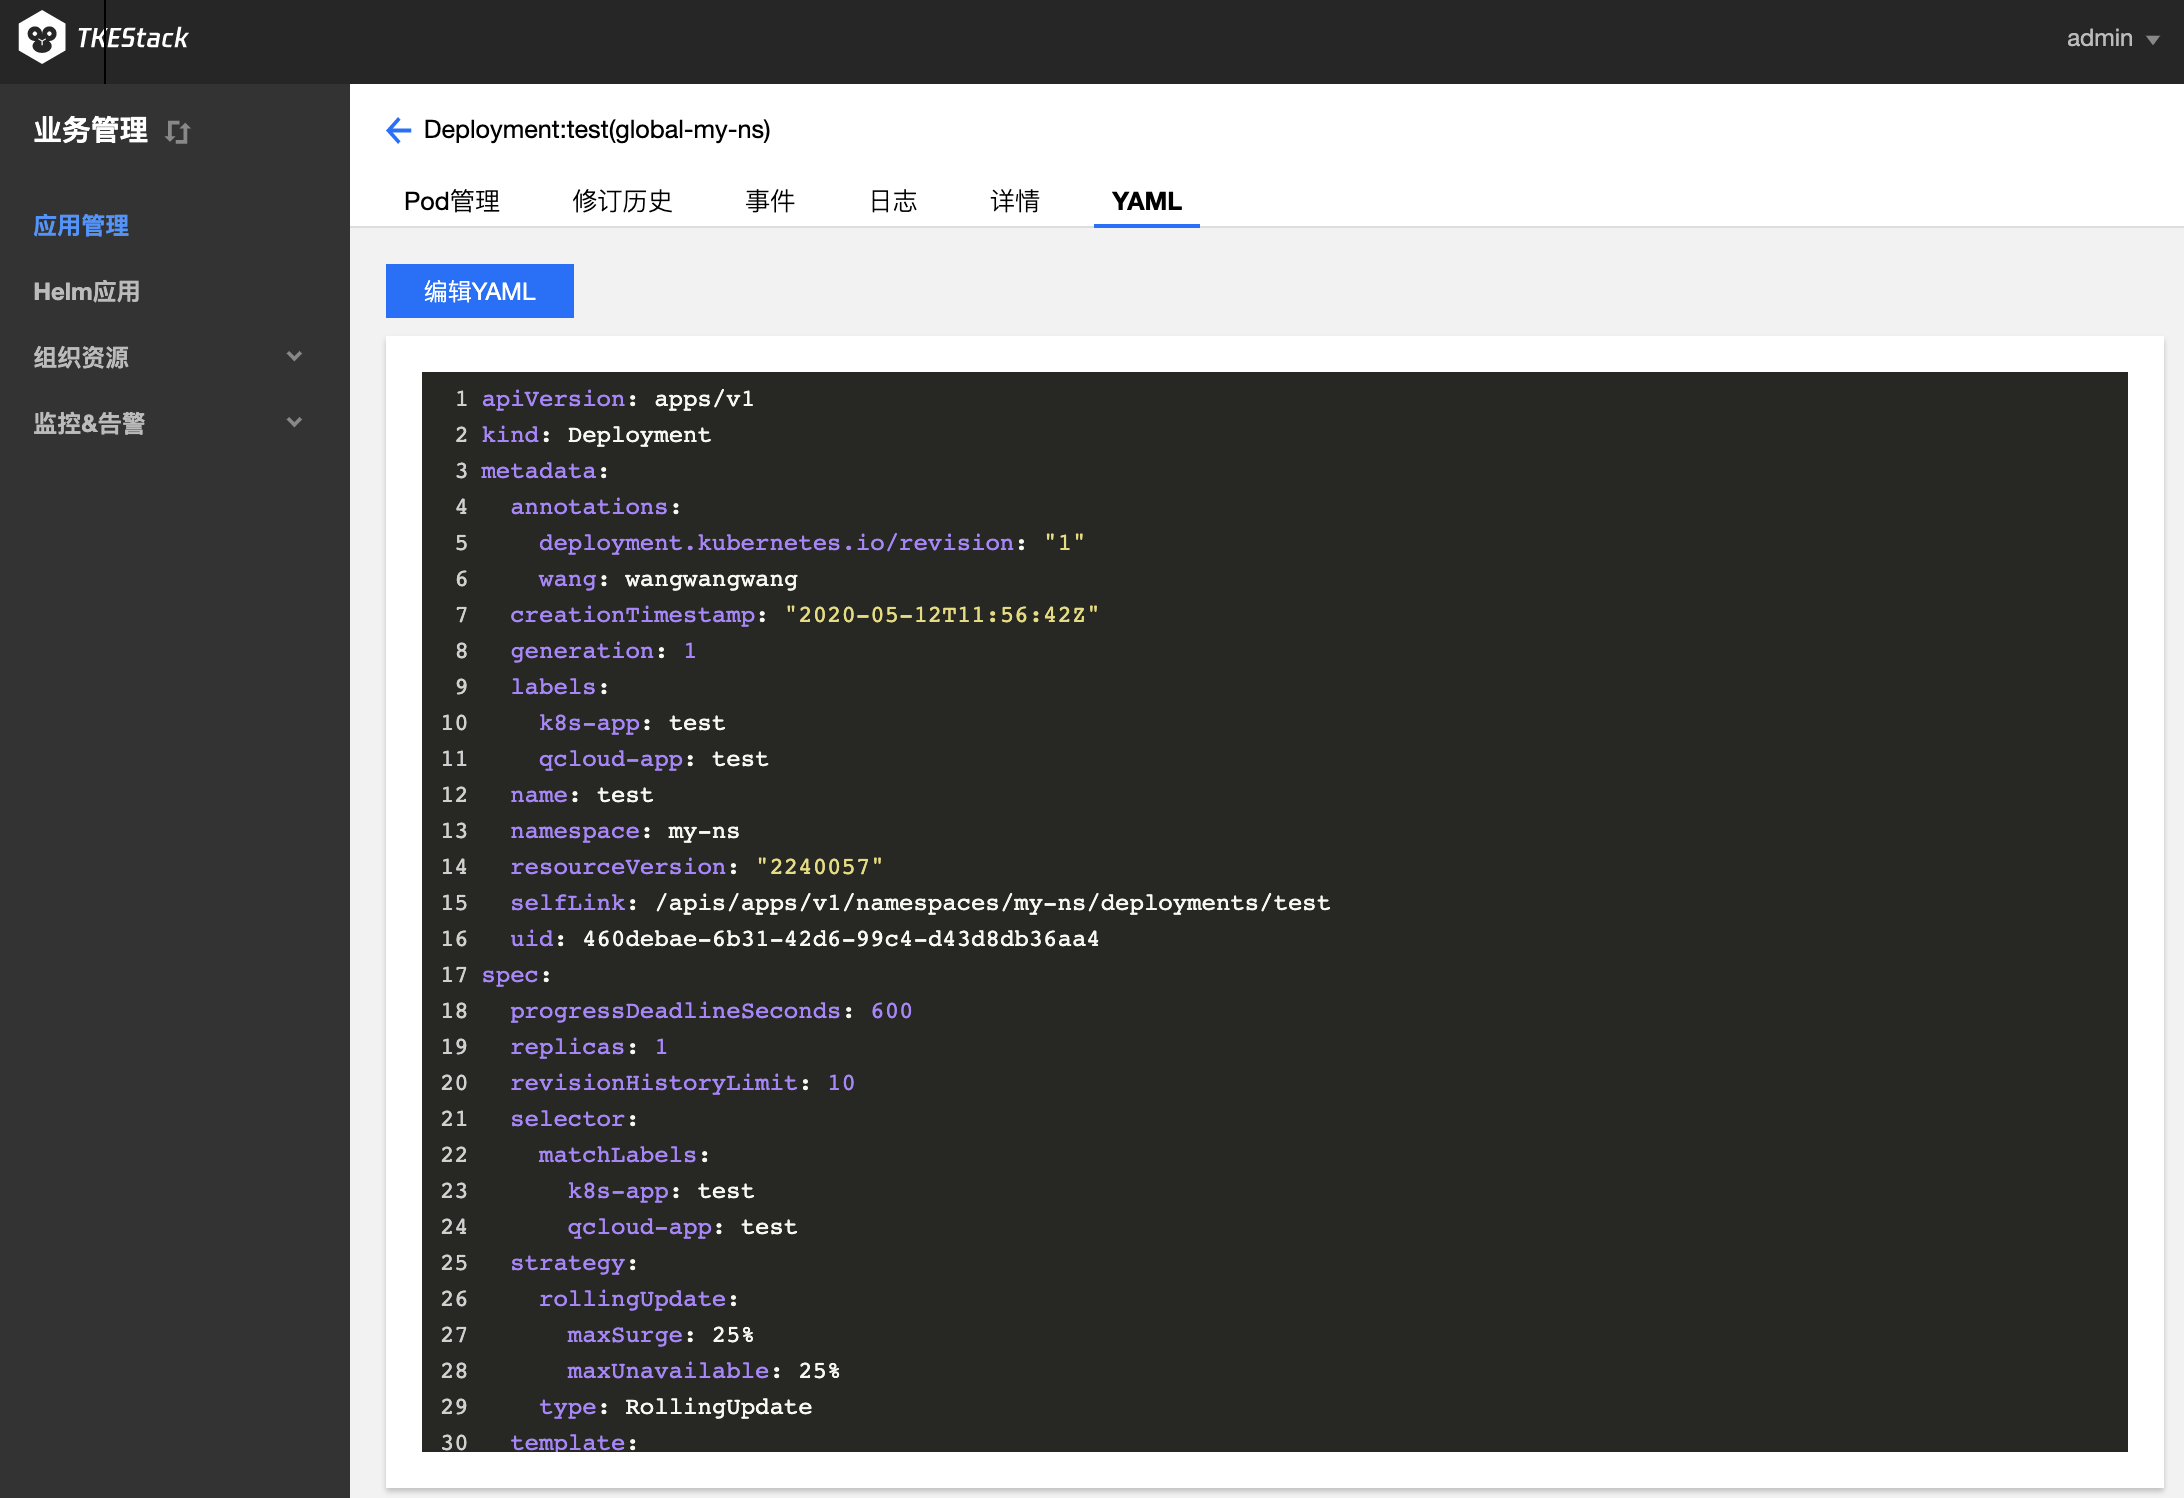 TKEStack
admin
业务管理
应用管理
Helm应用
组织资源
监控&告警
Deployment:test(global-my-ns)
Pod管理 修订历史 事件 日志 详情 YAML
编辑YAML
1 apiVersion: apps/v1
2 kind: Deployment
3 metadata:
4   annotations:
5     deployment.kubernetes.io/revision: "1"
6     wang: wangwangwang
7   creationTimestamp: "2020-05-12T11:56:42Z"
8   generation: 1
9   labels:
10     k8s-app: test
11     qcloud-app: test
12   name: test
13   namespace: my-ns
14   resourceVersion: "2240057"
15   selfLink: /apis/apps/v1/namespaces/my-ns/deployments/test
16   uid: 460debae-6b31-42d6-99c4-d43d8db36aa4
17 spec:
18   progressDeadlineSeconds: 600
19   replicas: 1
20   revisionHistoryLimit: 10
21   selector:
22     matchLabels:
23       k8s-app: test
24       qcloud-app: test
25   strategy:
26     rollingUpdate:
27       maxSurge: 25%
28       maxUnavailable: 25%
29     type: RollingUpdate
30   template: